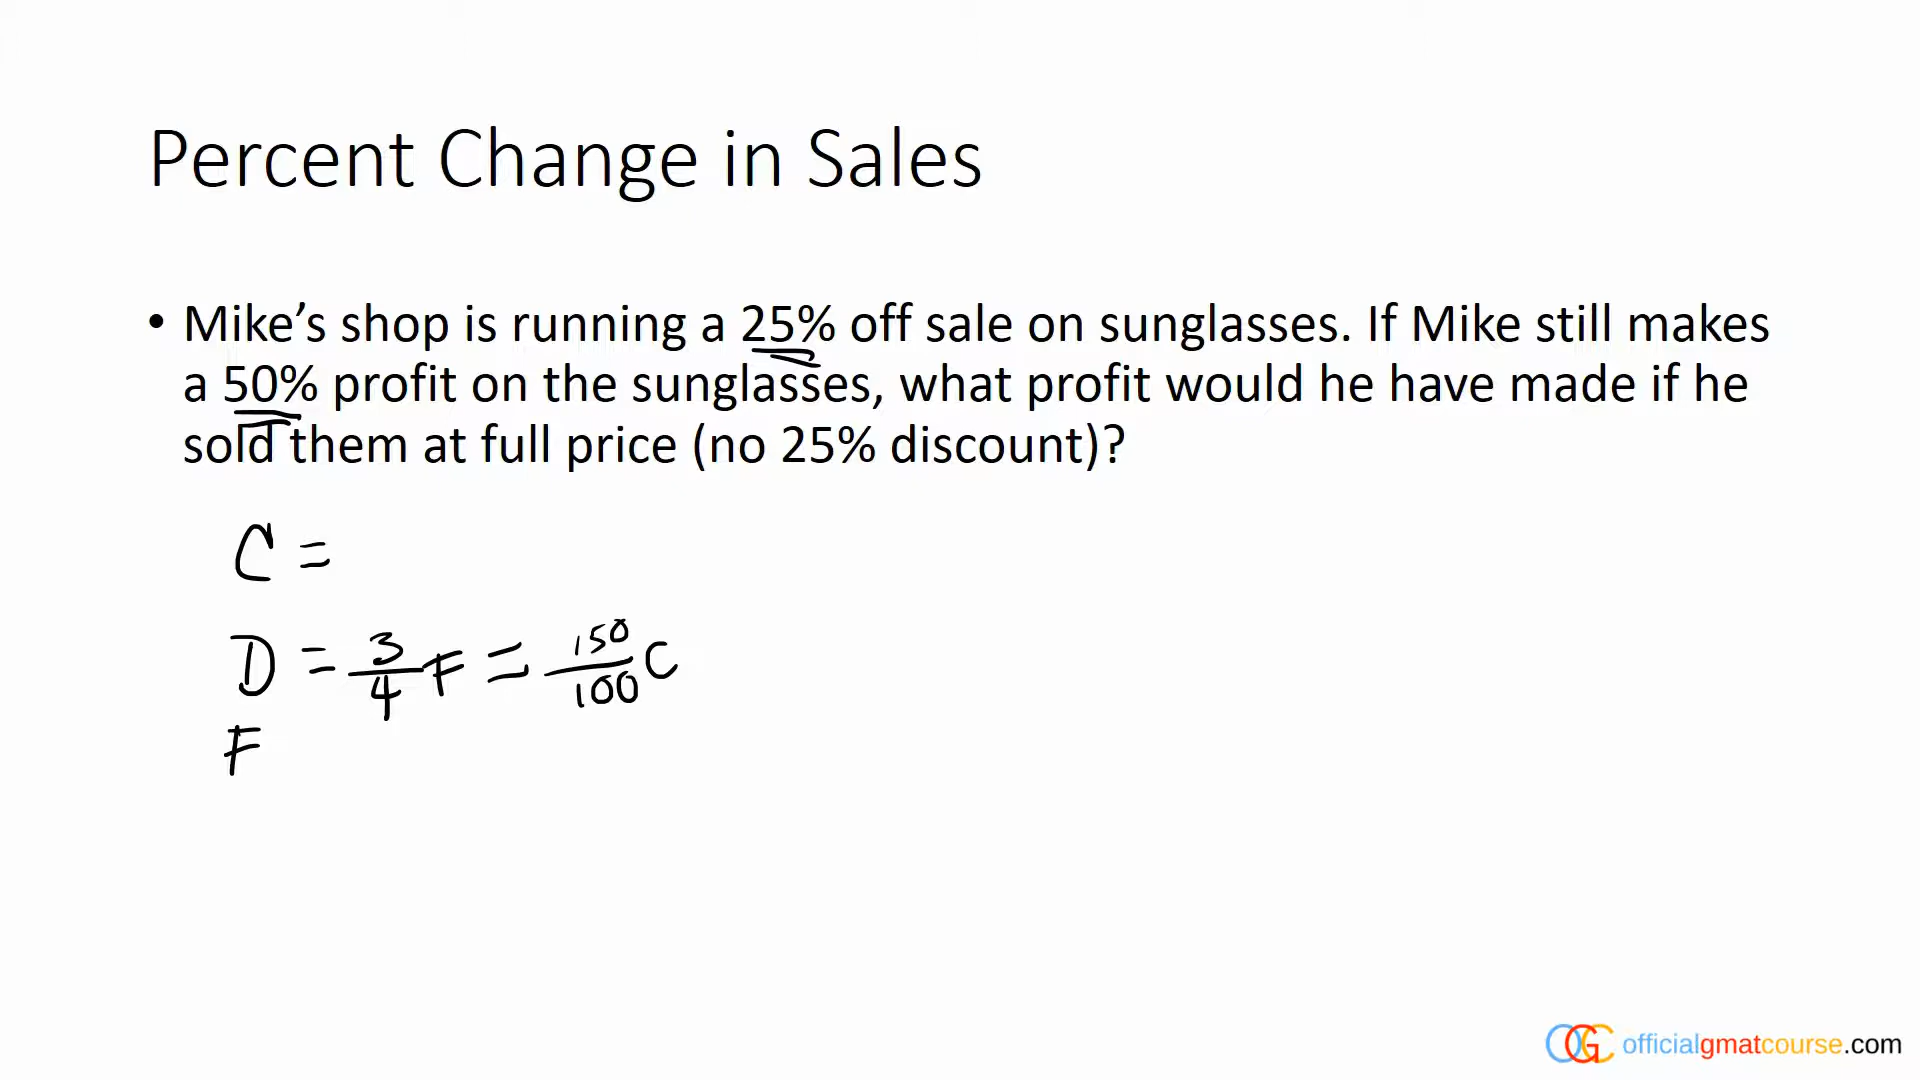 Percent Change in Sales
• Mike’s shop is running a 25% off sale on sunglasses. If Mike still makes
a 50% profit on the sunglasses, what profit would he have made if he
sold them at full price (no 25% discount)?
C =
D = 3/4 F = 150/100 C
F
OGC officialgmatcourse.com